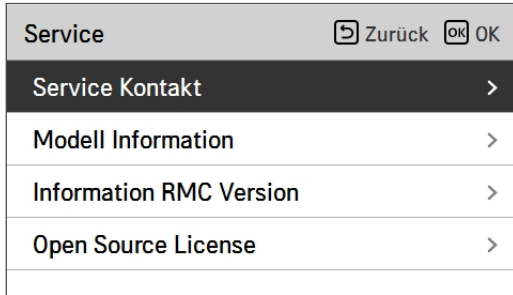 Service Zurück OK OK
Service Kontakt
Modell Information
Information RMC Version
Open Source License